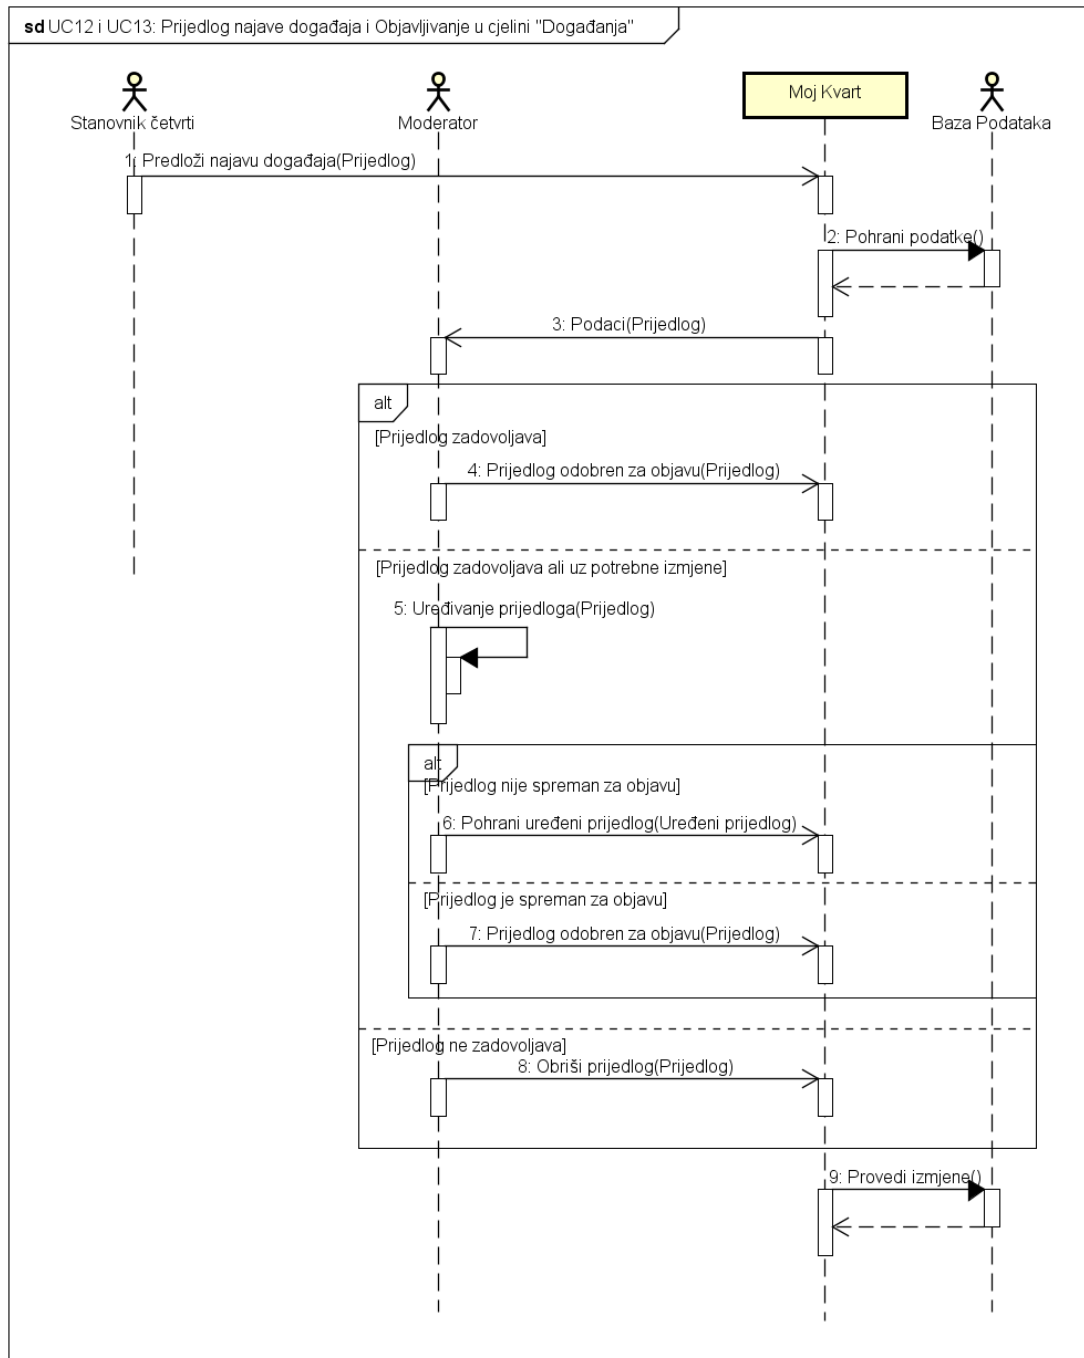 sd UC12 i UC13: Prijedlog najave događaja i Objavljivanje u cjelini "Događanja"
Stanovnik četvrti
Moderator
Moj Kvart
Baza Podataka
1: Predloži najavu događaja(Prijedlog)
2: Pohrani podatke()
3: Podaci(Prijedlog)
alt
[Prijedlog zadovoljava]
4: Prijedlog odobren za objavu(Prijedlog)
[Prijedlog zadovoljava ali uz potrebne izmjene]
5: Uređivanje prijedloga(Prijedlog)
alt
[Prijedlog nije spreman za objavu]
6: Pohrani uređeni prijedlog(Uređeni prijedlog)
[Prijedlog je spreman za objavu]
7: Prijedlog odobren za objavu(Prijedlog)
[Prijedlog ne zadovoljava]
8: Obriši prijedlog(Prijedlog)
9: Provedi izmjene()